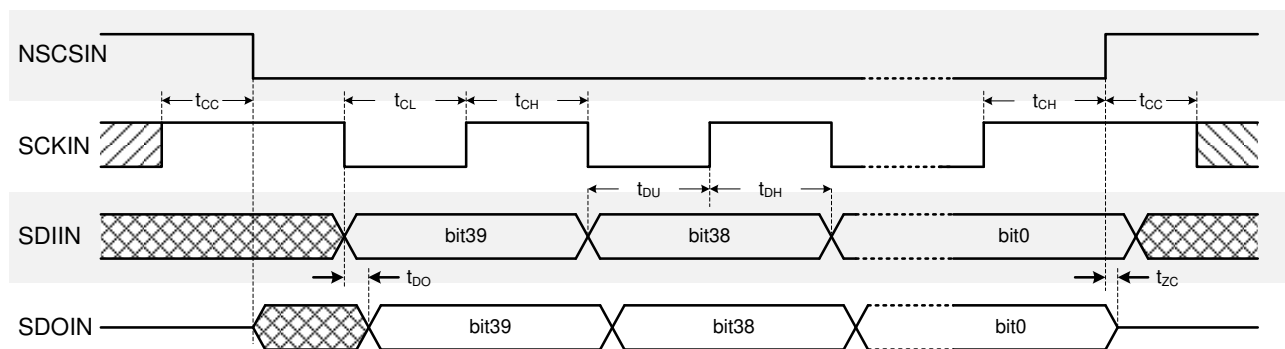 NSCSIN
tCC tCL tCH tCH tCC
SCKIN
tDU tDH
SDIIN bit39 bit38 bit0
tDO tZC
SDOIN bit39 bit38 bit0